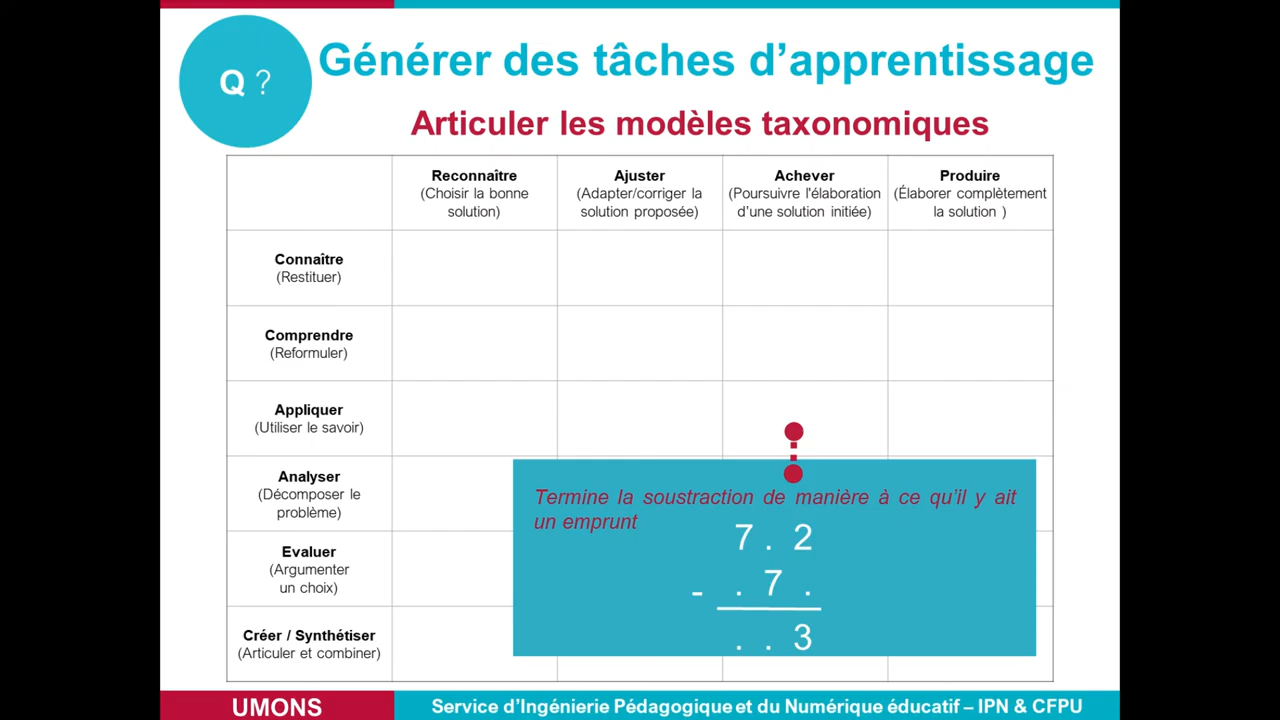 Q ?
Générer des tâches d’apprentissage
Articuler les modèles taxonomiques
Reconnaître
(Choisir la bonne
solution)
Ajuster
(Adapter/corriger la
solution proposée)
Achever
(Poursuivre l'élaboration
d’une solution initiée)
Produire
(Élaborer complètement
la solution )
Connaître
(Restituer)
Comprendre
(Reformuler)
Appliquer
(Utiliser le savoir)
Analyser
(Décomposer le
problème)
Evaluer
(Argumenter
un choix)
Créer / Synthétiser
(Articuler et combiner)
Termine la soustraction de manière à ce qu’il y ait
un emprunt
7 . 2
- . 7 .
. . 3
UMONS
Service d’Ingénierie Pédagogique et du Numérique éducatif – IPN & CFPU